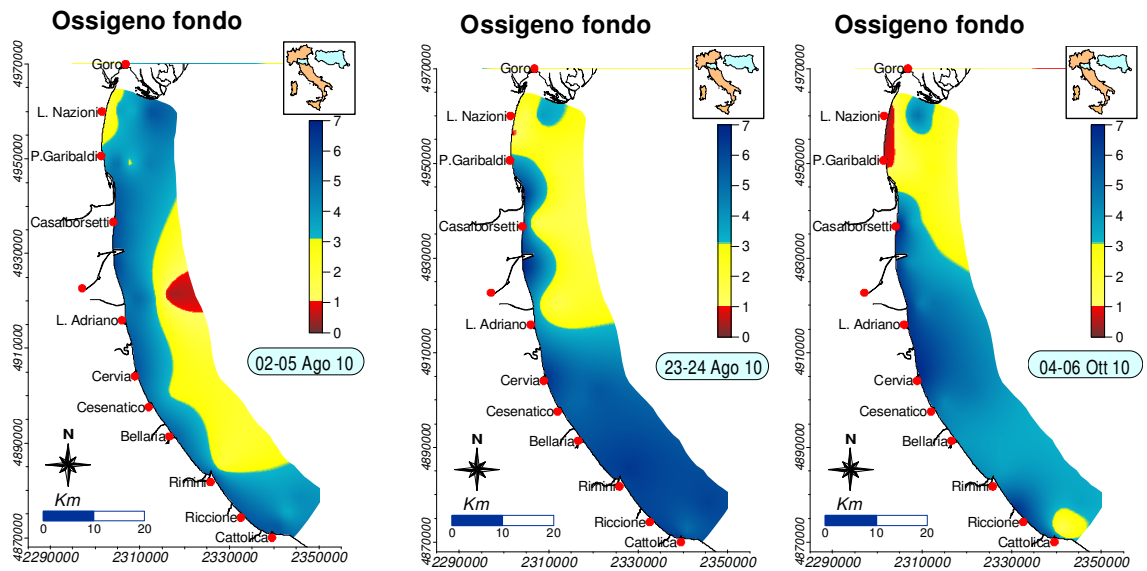 Ossigeno fondo
4970000
4950000
4930000
4910000
4890000
4870000
Goro
L. Nazioni
P.Garibaldi
Casalborsetti
L. Adriano
Cervia
Cesenatico
Bellaria
Rimini
Riccione
Cattolica
7
6
5
4
3
2
1
0
02-05 Ago 10
N
Km
0 10 20
2290000 2310000 2330000 2350000
Ossigeno fondo
4970000
4950000
4930000
4910000
4890000
4870000
Goro
L. Nazioni
P.Garibaldi
Casalborsetti
L. Adriano
Cervia
Cesenatico
Bellaria
Rimini
Riccione
Cattolica
7
6
5
4
3
2
1
0
23-24 Ago 10
N
Km
0 10 20
2290000 2310000 2330000 2350000
Ossigeno fondo
4970000
4950000
4930000
4910000
4890000
4870000
Goro
L. Nazioni
P.Garibaldi
Casalborsetti
L. Adriano
Cervia
Cesenatico
Bellaria
Rimini
Riccione
Cattolica
7
6
5
4
3
2
1
0
04-06 Ott 10
N
Km
0 10 20
2290000 2310000 2330000 2350000